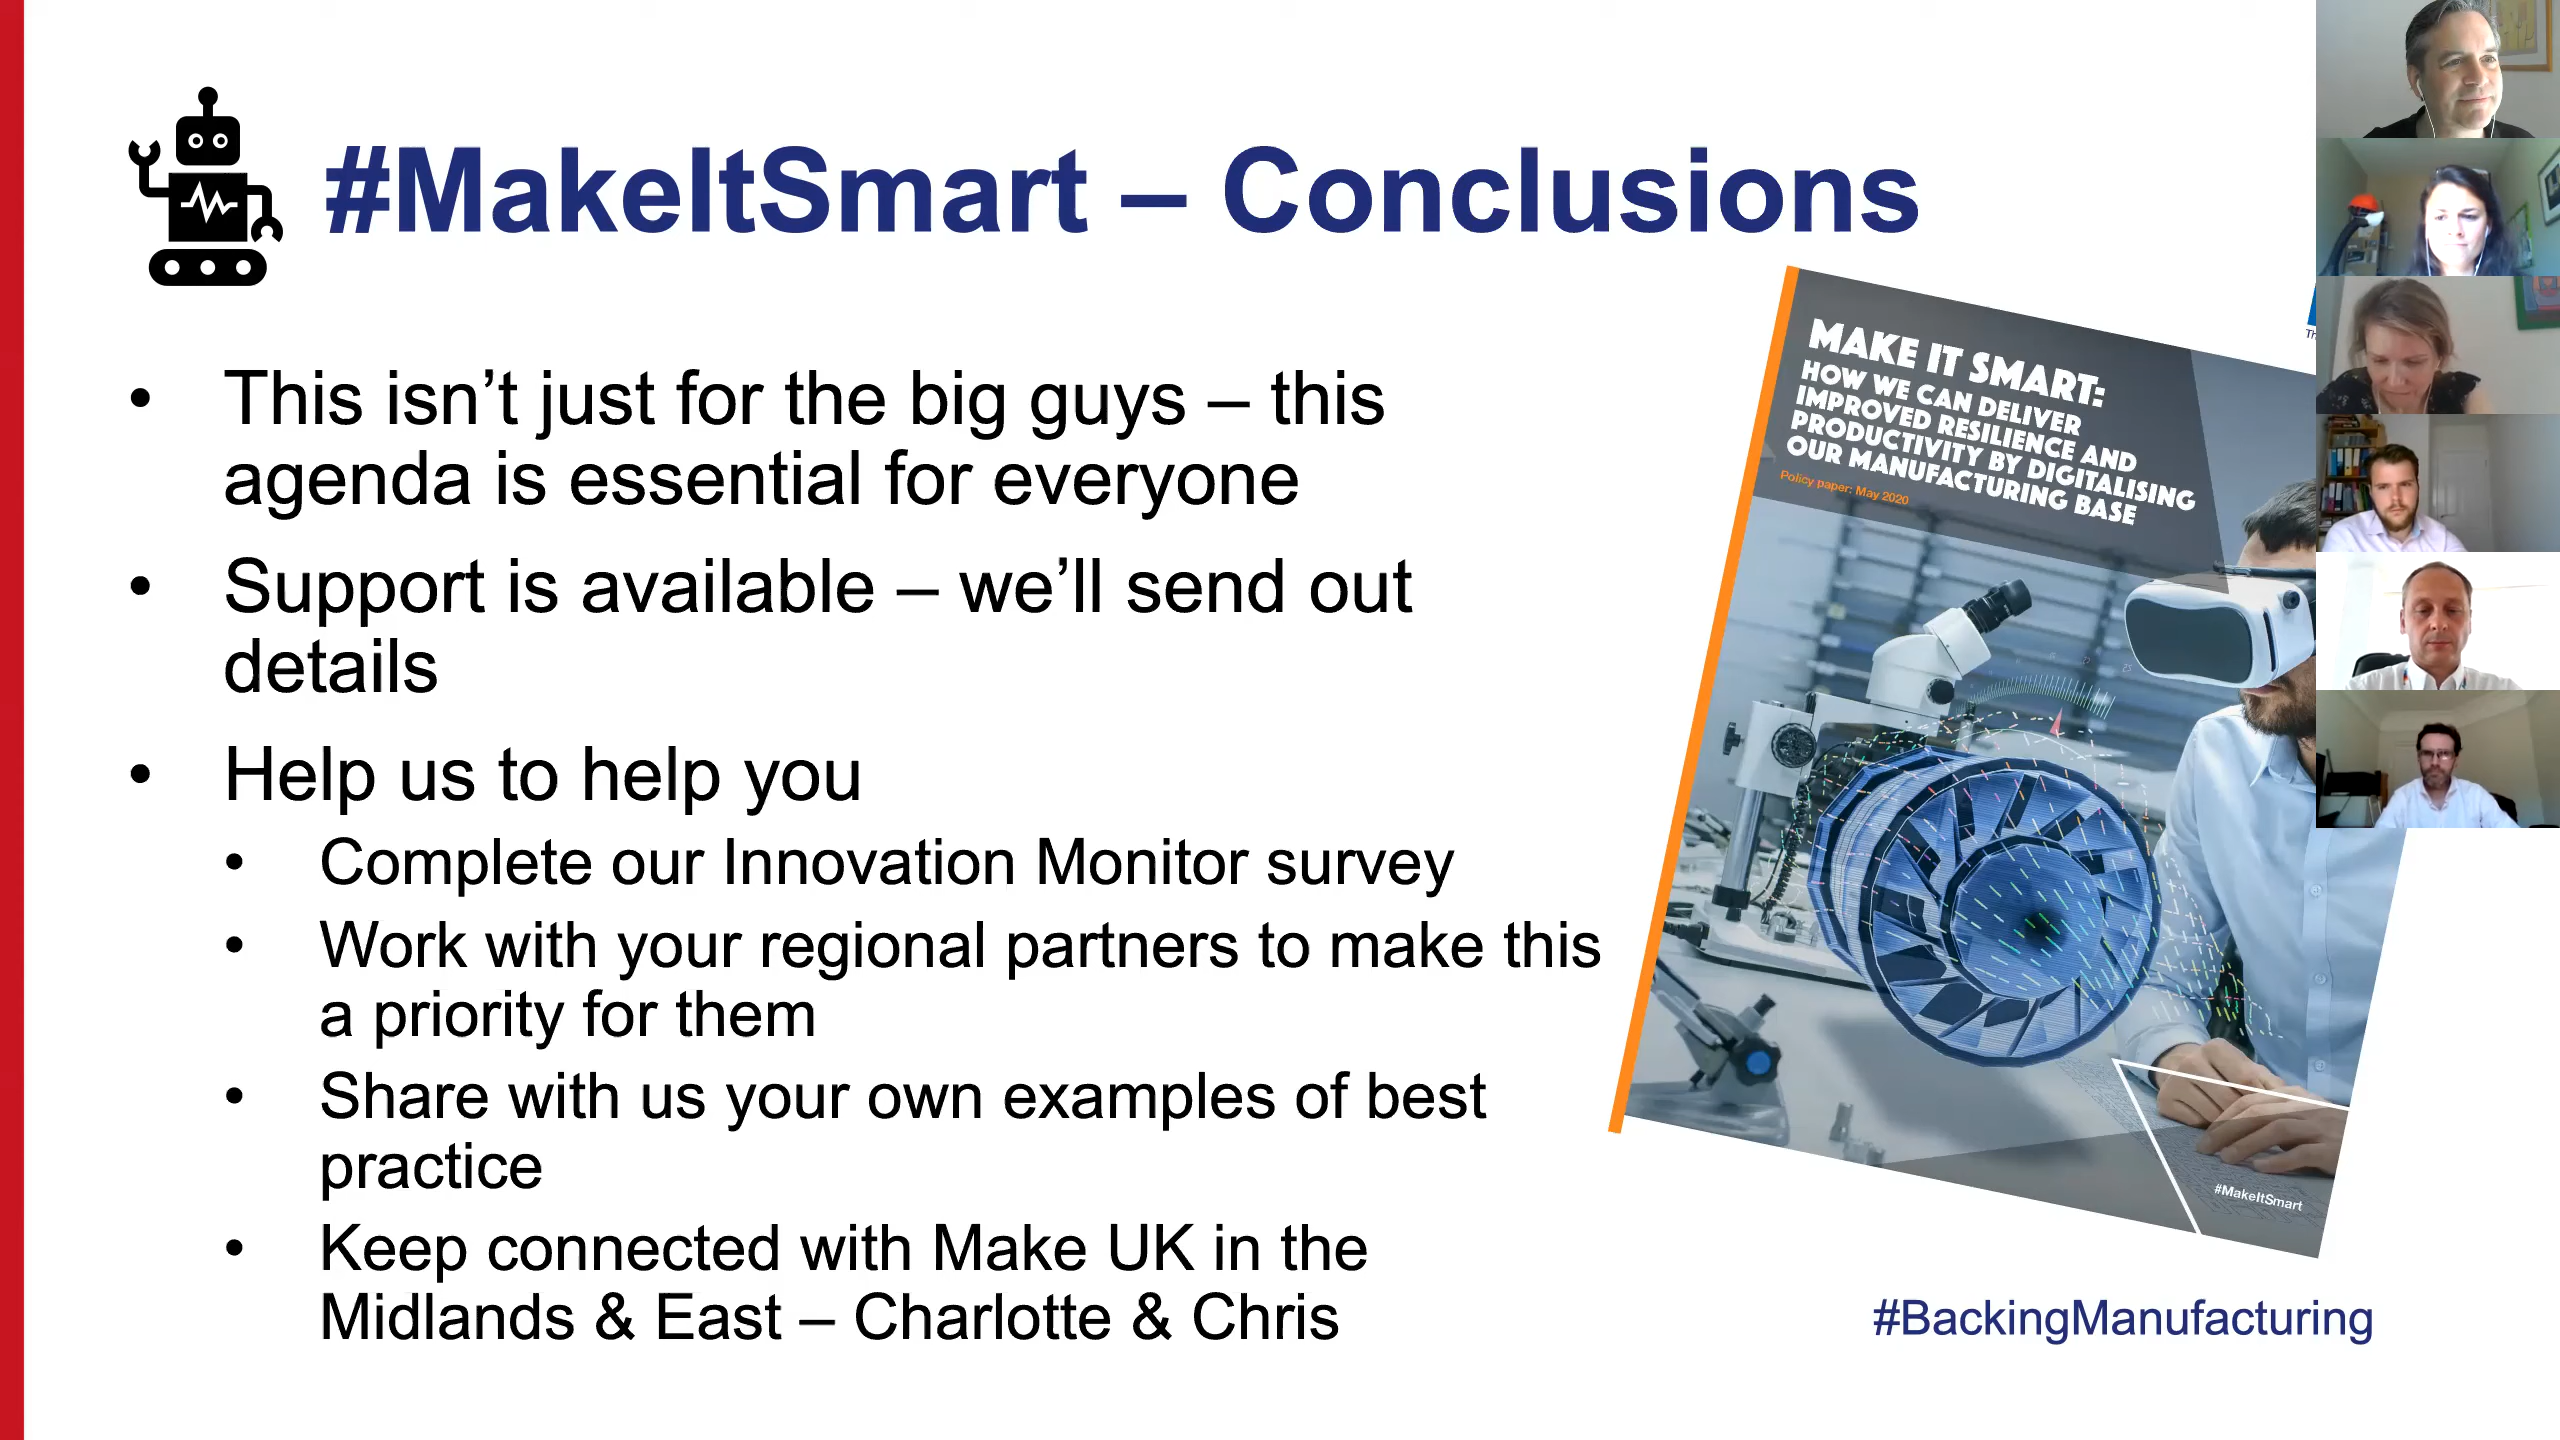 #MakeItSmart – Conclusions
• This isn’t just for the big guys – this
agenda is essential for everyone
• Support is available – we’ll send out
details
• Help us to help you
• Complete our Innovation Monitor survey
• Work with your regional partners to make this
a priority for them
• Share with us your own examples of best
practice
• Keep connected with Make UK in the
Midlands & East – Charlotte & Chris
MAKE IT SMART:
HOW WE CAN DELIVER
IMPROVED RESILIENCE AND
PRODUCTIVITY BY DIGITALISING
OUR MANUFACTURING BASE
Policy paper: May 2020
#MakeItSmart
#BackingManufacturing